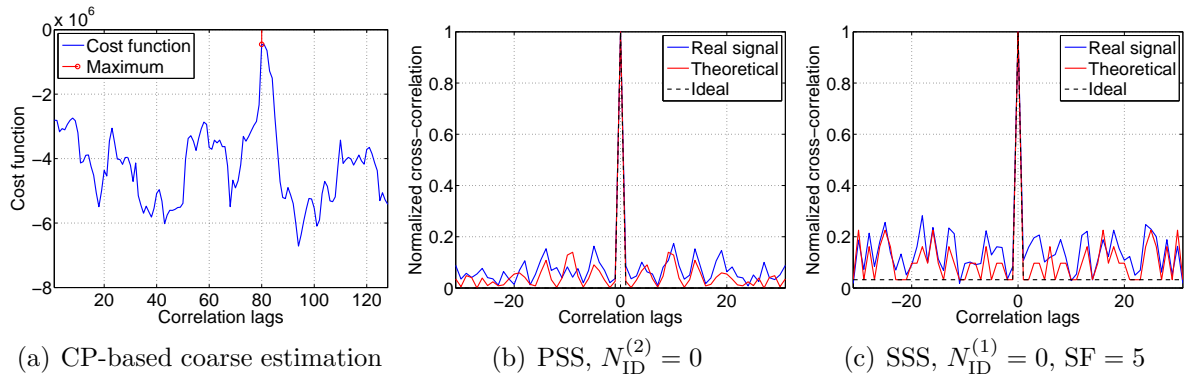 x 10^6
Cost function
Maximum
0
−2
−4
−6
−8
0 20 40 60 80 100 120
Correlation lags
Cost function
(a) CP-based coarse estimation
Real signal
Theoretical
Ideal
1
0.8
0.6
0.4
0.2
0
−20 0 20
Correlation lags
Normalized cross−correlation
(b) PSS, N_ID^(2) = 0
Real signal
Theoretical
Ideal
1
0.8
0.6
0.4
0.2
0
−20 0 20
Correlation lags
Normalized cross−correlation
(c) SSS, N_ID^(1) = 0, SF = 5